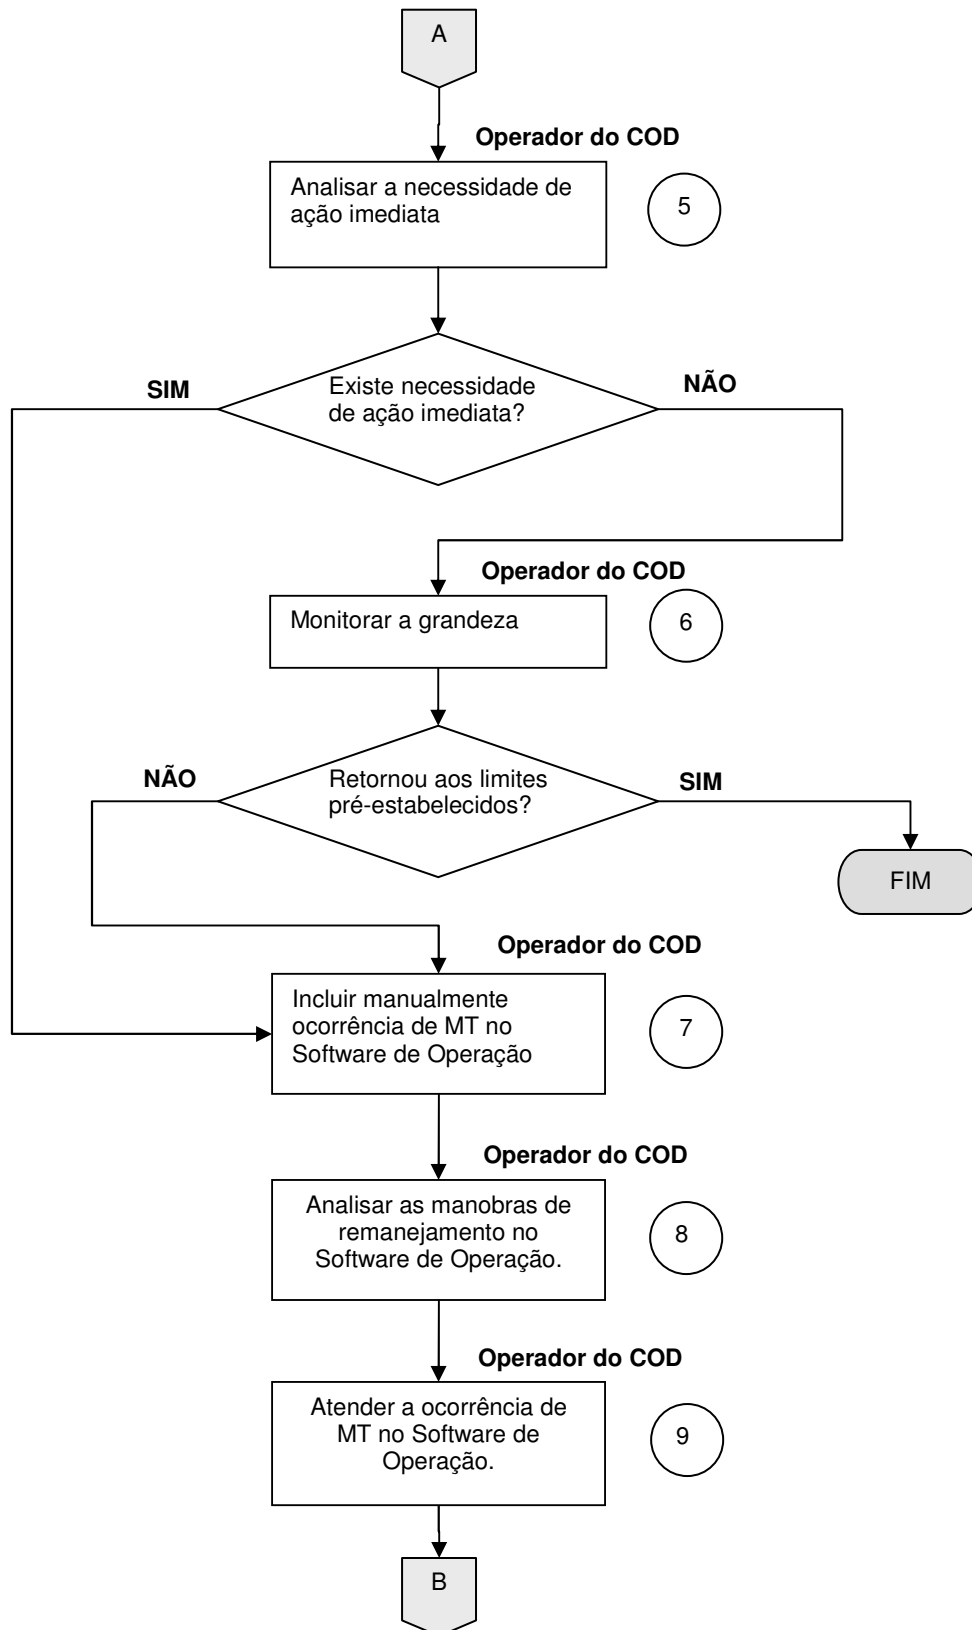 A
Operador do COD
Analisar a necessidade de
ação imediata
5
SIM
Existe necessidade
de ação imediata?
NÃO
Operador do COD
Monitorar a grandeza
6
NÃO
Retornou aos limites
pré-estabelecidos?
SIM
FIM
Operador do COD
Incluir manualmente
ocorrência de MT no
Software de Operação
7
Operador do COD
Analisar as manobras de
remanejamento no
Software de Operação.
8
Operador do COD
Atender a ocorrência de
MT no Software de
Operação.
9
B